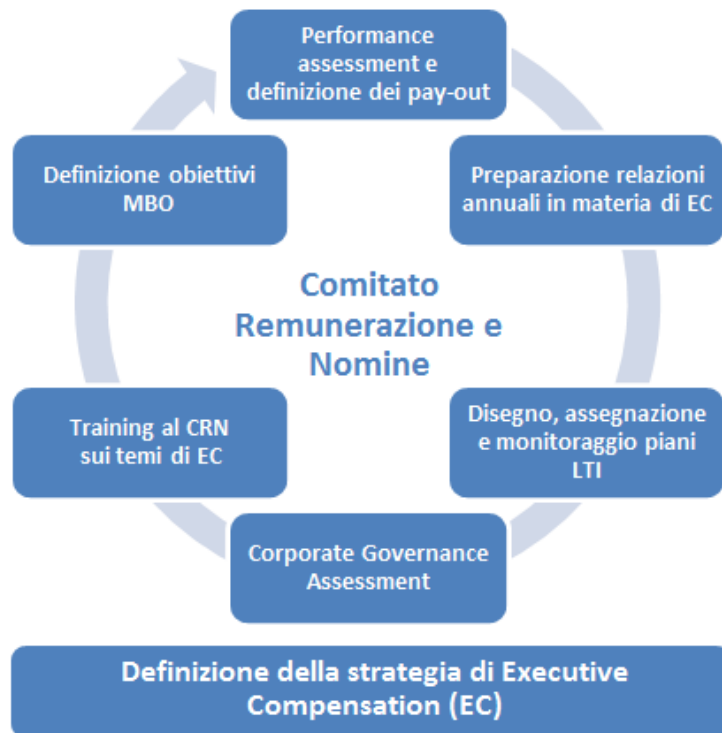 Performance
assessment e
definizione dei pay-out
Definizione obiettivi
MBO
Preparazione relazioni
annuali in materia di EC
Comitato
Remunerazione e
Nomine
Training al CRN
sui temi di EC
Disegno, assegnazione
e monitoraggio piani
LTI
Corporate Governance
Assessment
Definizione della strategia di Executive
Compensation (EC)